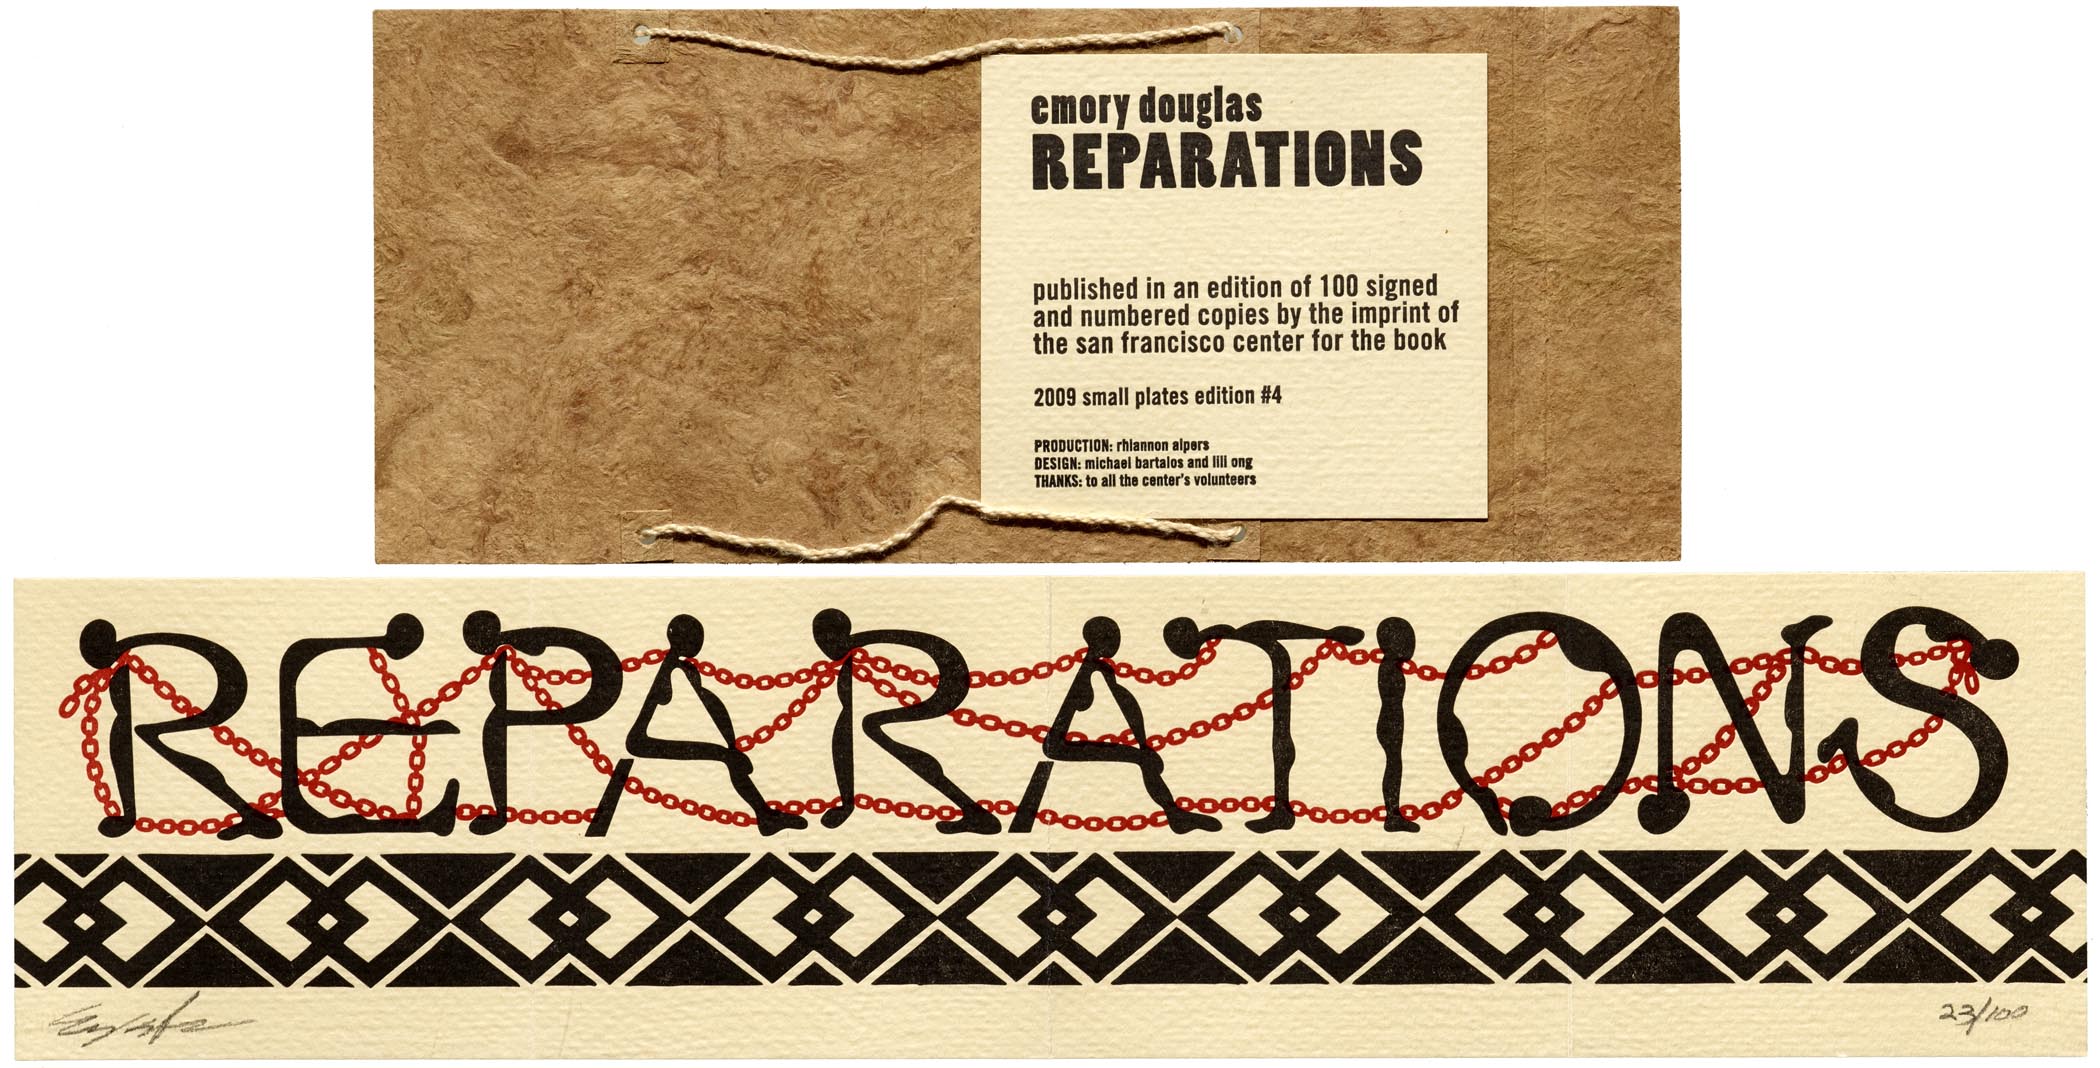 emory douglas
REPARATIONS
published in an edition of 100 signed
and numbered copies by the imprint of
the san francisco center for the book
2009 small plates edition #4
PRODUCTION: rhiannon alpers
DESIGN: michael bartalos and lili ong
THANKS: to all the center's volunteers
REPARATIONS
23/100